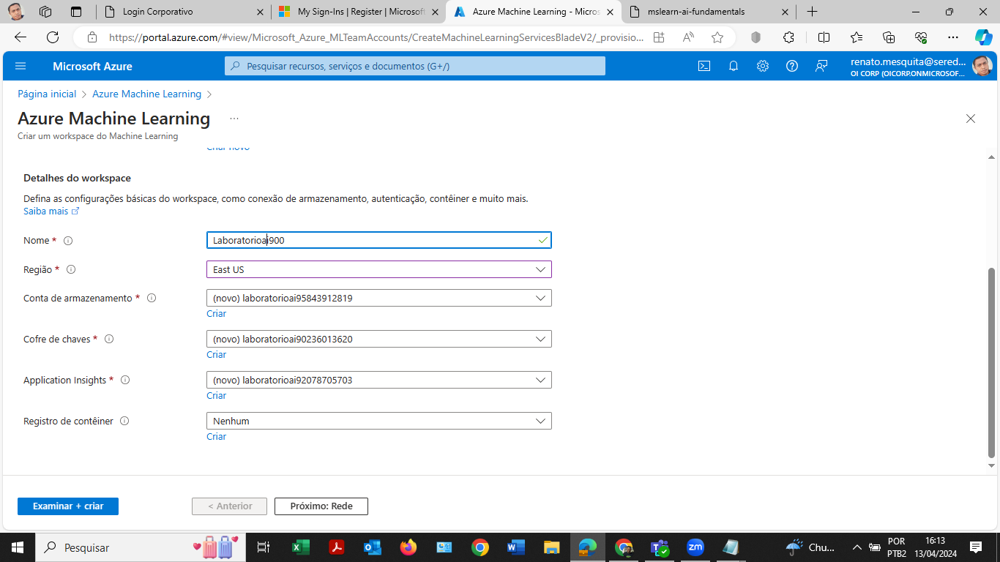 Login Corporativo
My Sign-Ins | Register | Microsoft
Azure Machine Learning - Micros
mslearn-ai-fundamentals
https://portal.azure.com/#view/Microsoft_Azure_MLTeamAccounts/CreateMachineLearningServicesBladeV2/_provisio...
Microsoft Azure
Pesquisar recursos, serviços e documentos (G+/)
renato.mesquita@sered...
OI CORP (OICORP.ONMICROSOF...
Página inicial > Azure Machine Learning >
Azure Machine Learning ...
Criar um workspace do Machine Learning
Criar novo
Detalhes do workspace
Defina as configurações básicas do workspace, como conexão de armazenamento, autenticação, contêiner e muito mais.
Saiba mais
Nome *
Laboratorioai900
Região *
East US
Conta de armazenamento *
(novo) laboratorioai95843912819
Criar
Cofre de chaves *
(novo) laboratorioai90236013620
Criar
Application Insights *
(novo) laboratorioai92078705703
Criar
Registro de contêiner
Nenhum
Criar
Examinar + criar
< Anterior
Próximo: Rede
Pesquisar
Chu...
POR
PTB2
16:13
13/04/2024